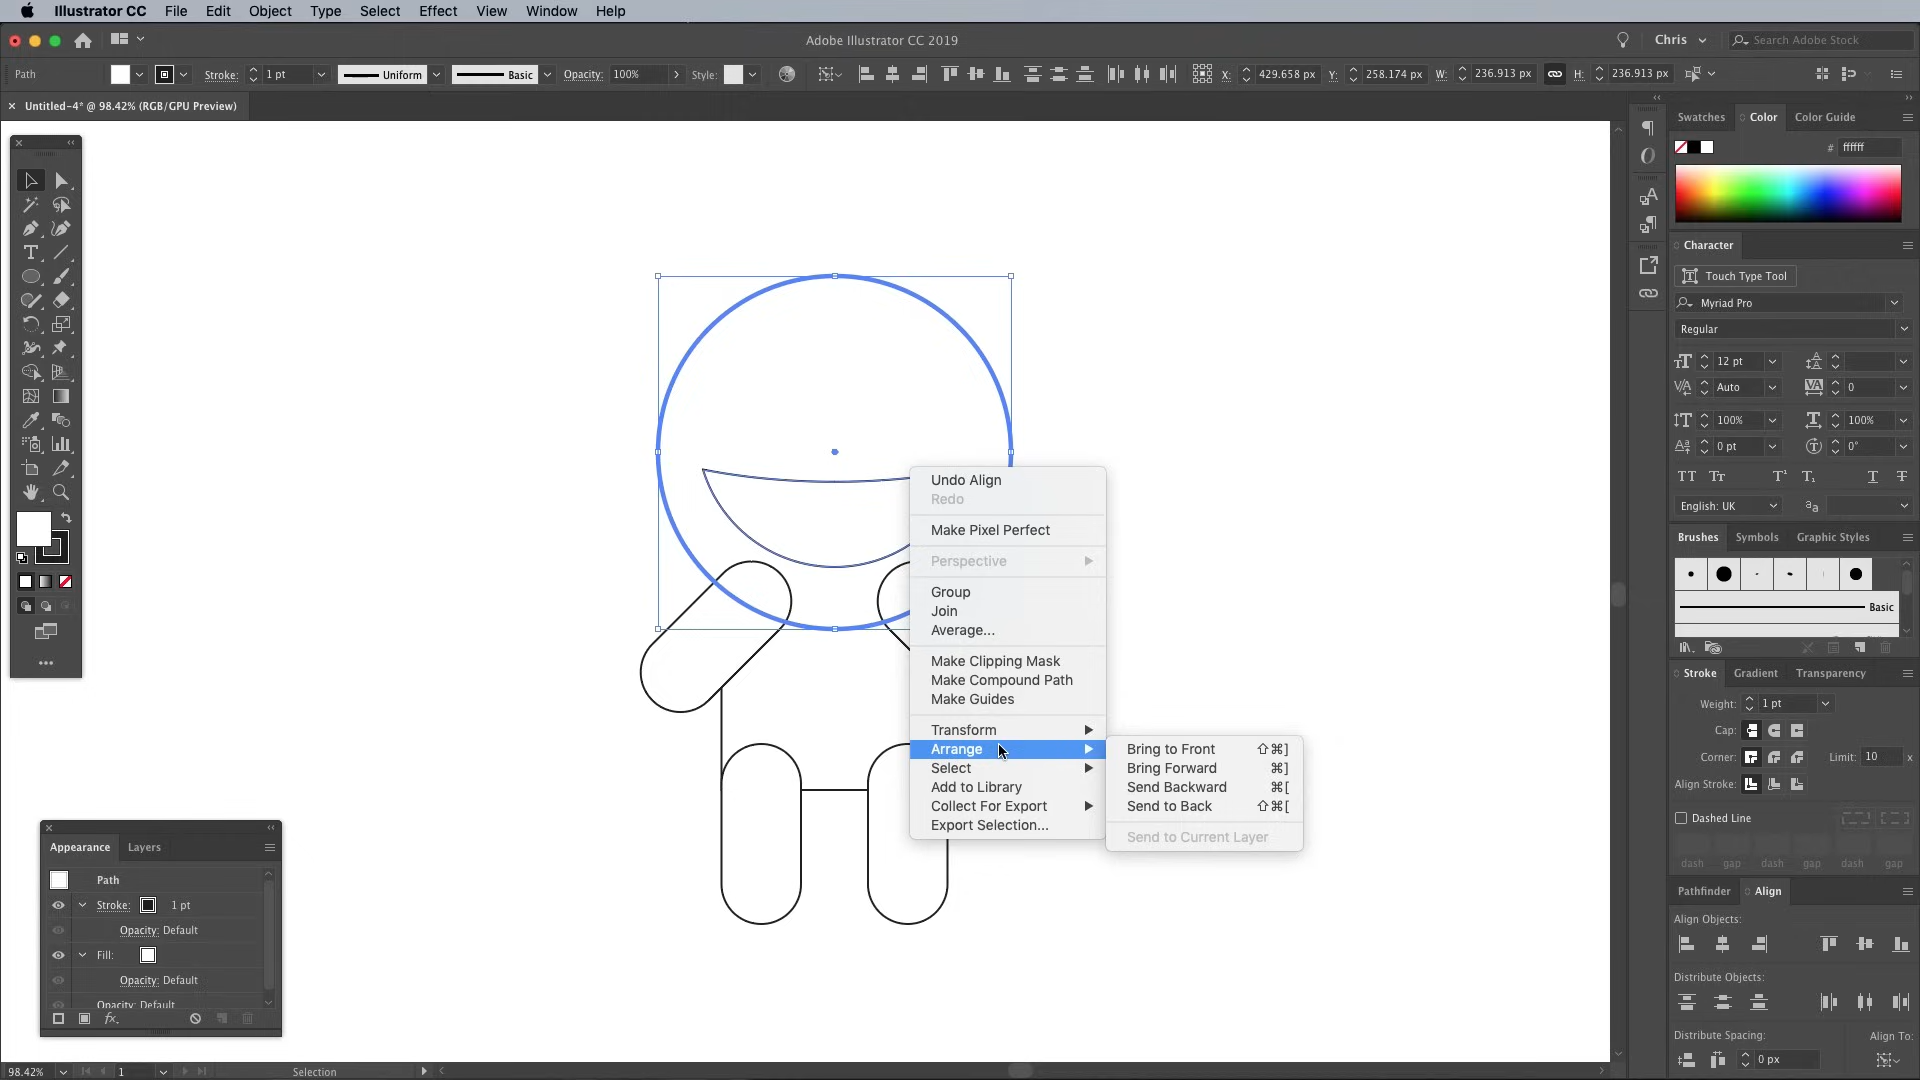 Illustrator CC File Edit Object Type Select Effect View Window Help
Adobe Illustrator CC 2019
Chris
Search Adobe Stock
Path Stroke: 1 pt Uniform Basic Opacity: 100% Style: X: 429.658 px Y: 258.174 px W: 236.913 px H: 236.913 px
Untitled-4* @ 98.42% (RGB/GPU Preview)
Swatches Color Color Guide
# ffffff
Character
Touch Type Tool
Myriad Pro
Regular
12 pt
Auto 0
100% 100%
0 pt 0°
English: UK
Brushes Symbols Graphic Styles
Basic
Stroke Gradient Transparency
Weight: 1 pt
Cap:
Corner: Limit: 10 x
Align Stroke:
Dashed Line
dash gap dash gap dash gap
Pathfinder Align
Align Objects:
Distribute Objects:
Distribute Spacing: Align To:
0 px
Undo Align
Redo
Make Pixel Perfect
Perspective
Group
Join
Average...
Make Clipping Mask
Make Compound Path
Make Guides
Transform
Arrange
Select
Add to Library
Collect For Export
Export Selection...
Bring to Front ⇧⌘]
Bring Forward ⌘]
Send Backward ⌘[
Send to Back ⇧⌘[
Send to Current Layer
Appearance Layers
Path
Stroke: 1 pt
Opacity: Default
Fill:
Opacity: Default
Opacity: Default
fx
98.42% 1 Selection